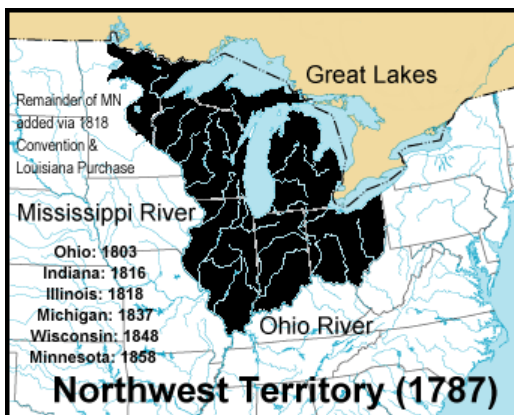 Great Lakes
Remainder of MN
added via 1818
Convention &
Louisiana Purchase
Mississippi River
Ohio: 1803
Indiana: 1816
Illinois: 1818
Michigan: 1837
Wisconsin: 1848
Minnesota: 1858
Ohio River
Northwest Territory (1787)